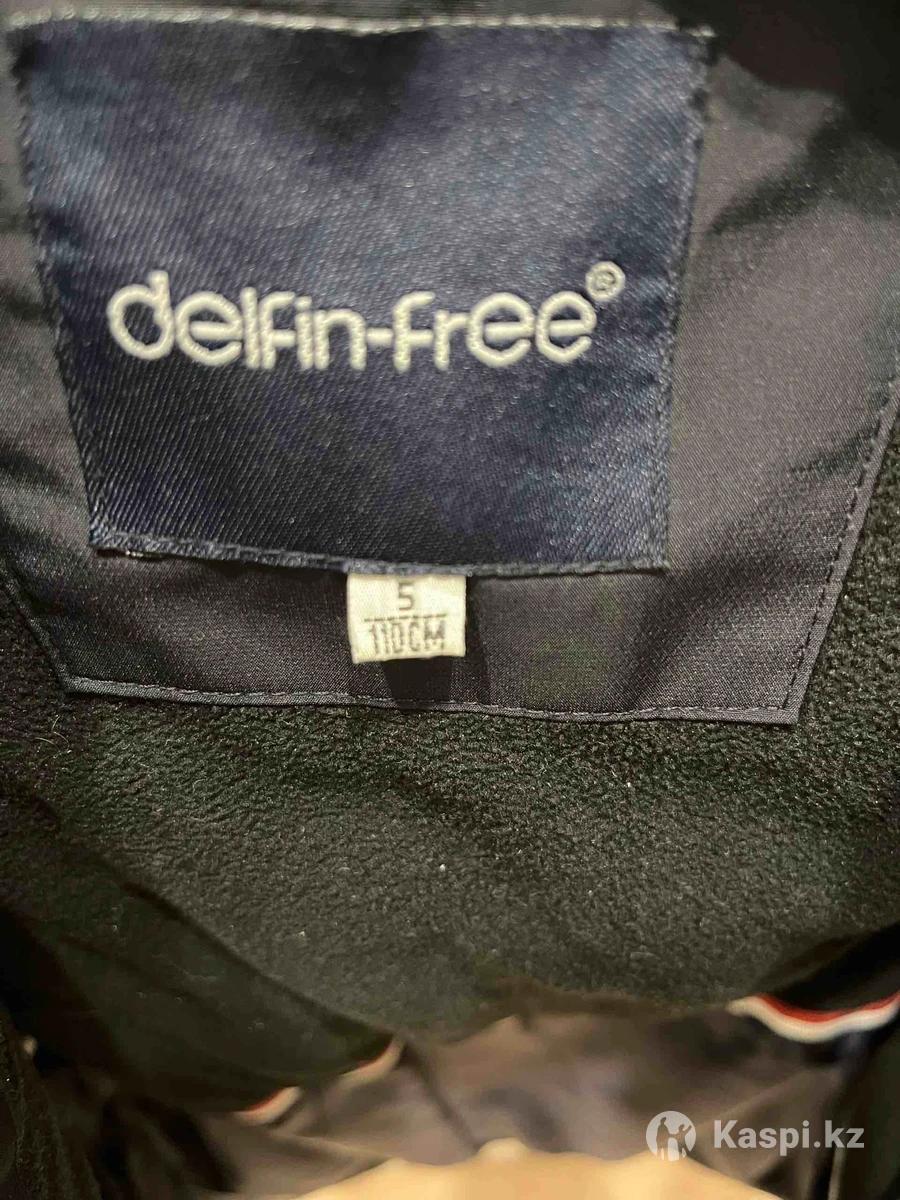 delfin-free®
5
110CM
Kaspi.kz